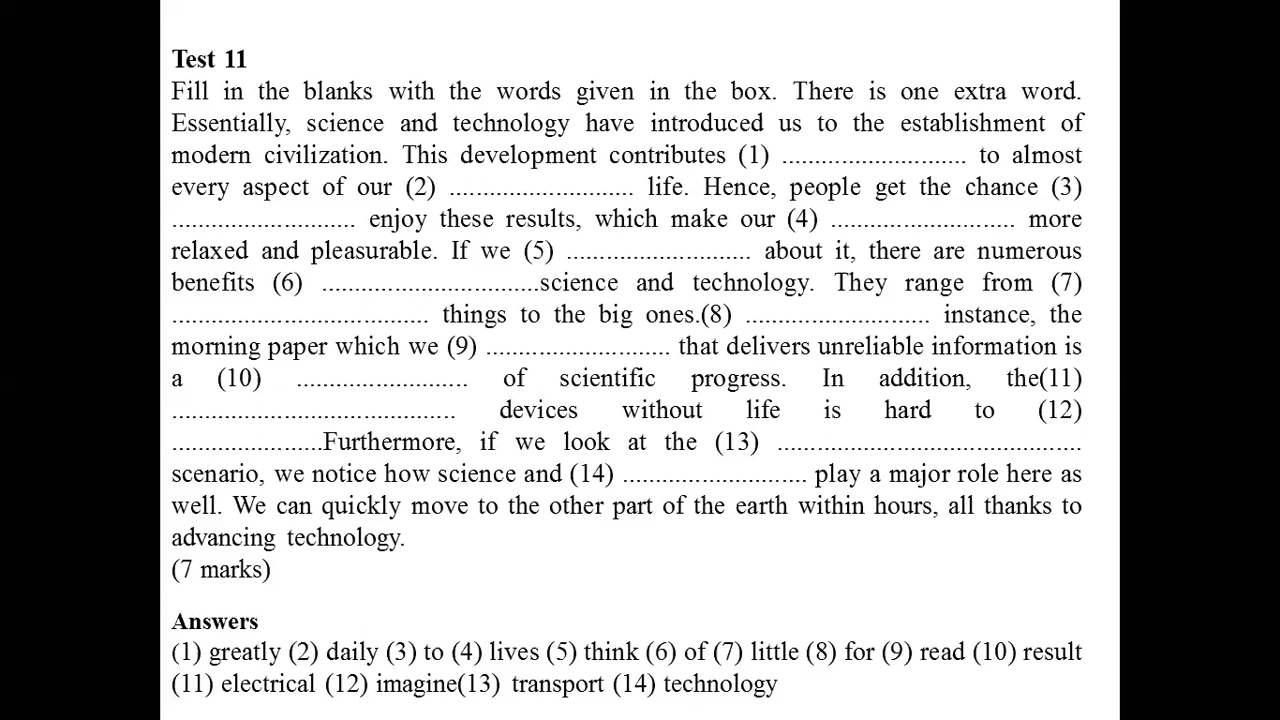 Test 11
Fill in the blanks with the words given in the box. There is one extra word.
Essentially, science and technology have introduced us to the establishment of
modern civilization. This development contributes (1) ............................ to almost
every aspect of our (2) ............................ life. Hence, people get the chance (3)
............................ enjoy these results, which make our (4) ............................ more
relaxed and pleasurable. If we (5) ............................ about it, there are numerous
benefits (6) .................................science and technology. They range from (7)
....................................... things to the big ones.(8) ............................ instance, the
morning paper which we (9) ............................ that delivers unreliable information is
a (10) .......................... of scientific progress. In addition, the(11)
........................................... devices without life is hard to (12)
.......................Furthermore, if we look at the (13) ..............................................
scenario, we notice how science and (14) ............................ play a major role here as
well. We can quickly move to the other part of the earth within hours, all thanks to
advancing technology.
(7 marks)
Answers
(1) greatly (2) daily (3) to (4) lives (5) think (6) of (7) little (8) for (9) read (10) result
(11) electrical (12) imagine(13) transport (14) technology